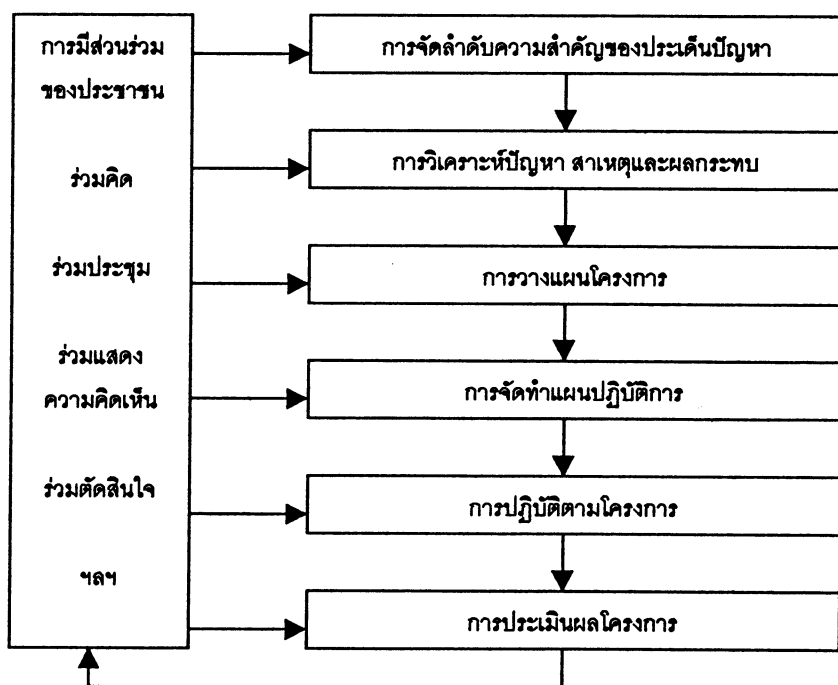 การมีส่วนร่วม
ของประชาชน
ร่วมคิด
ร่วมประชุม
ร่วมแสดง
ความคิดเห็น
ร่วมตัดสินใจ
ฯลฯ
การจัดลำดับความสำคัญของประเด็นปัญหา
การวิเคราะห์ปัญหา สาเหตุและผลกระทบ
การวางแผนโครงการ
การจัดทำแผนปฏิบัติการ
การปฏิบัติตามโครงการ
การประเมินผลโครงการ